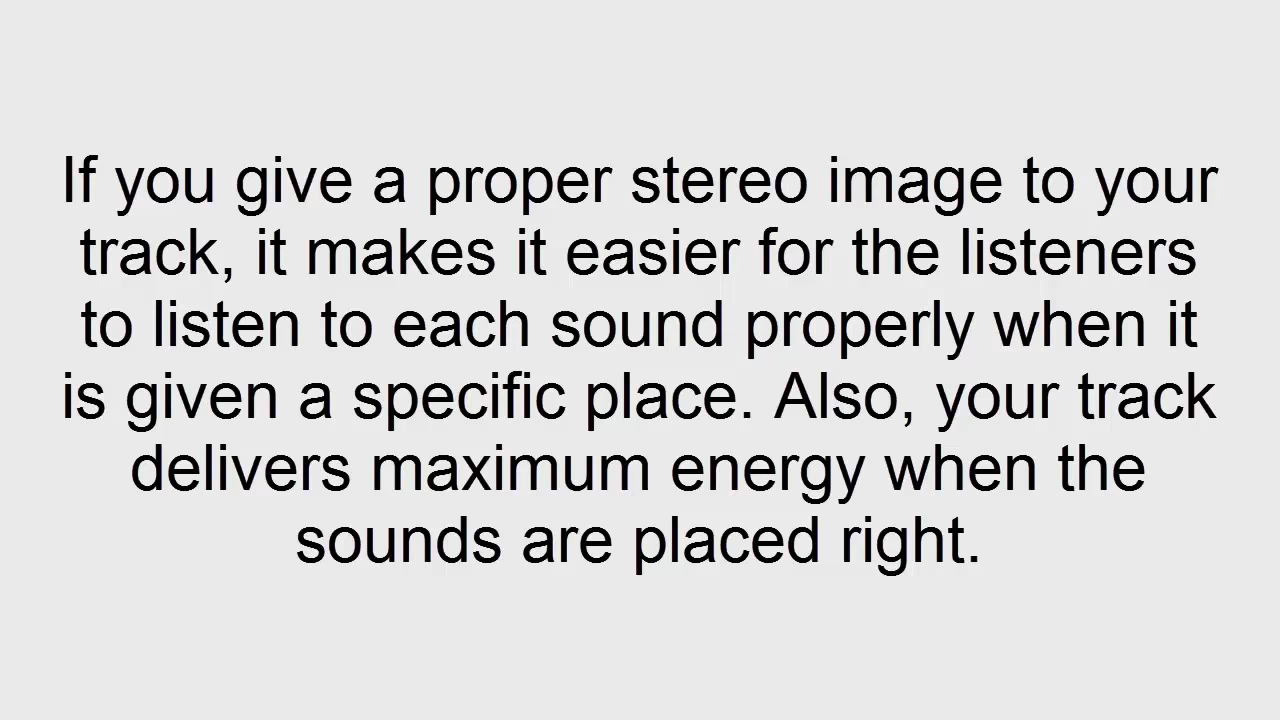 If you give a proper stereo image to your
track, it makes it easier for the listeners
to listen to each sound properly when it
is given a specific place. Also, your track
delivers maximum energy when the
sounds are placed right.